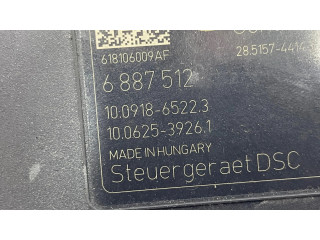 618106009AF
28.5157-4414
6 887 512
10.0918-6522.3
10.0625-3926.1
MADE IN HUNGARY
Steuergeraet DSC